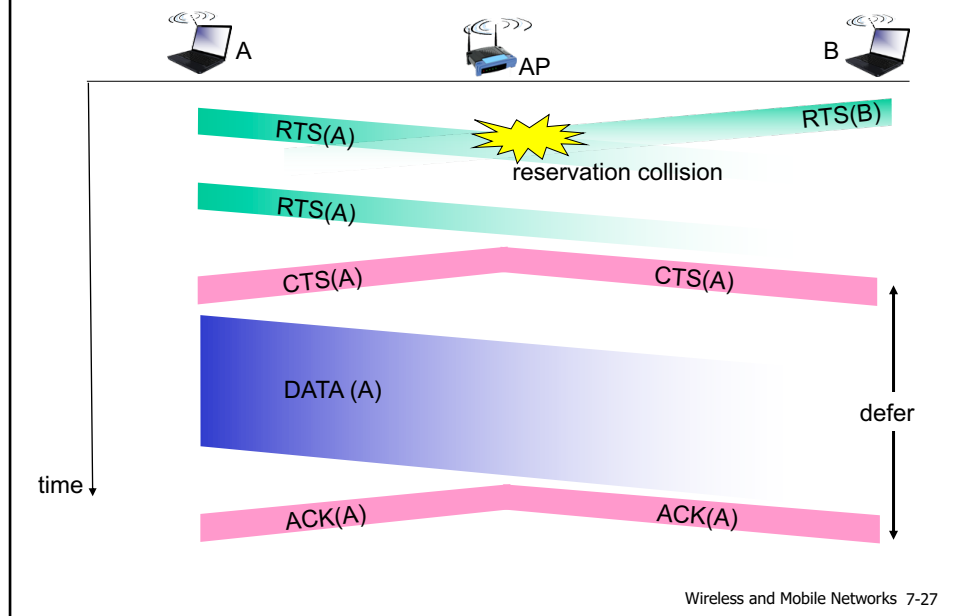 A
AP
B
RTS(A)
RTS(B)
reservation collision
RTS(A)
CTS(A)
CTS(A)
DATA (A)
defer
time
ACK(A)
ACK(A)
Wireless and Mobile Networks 7-27